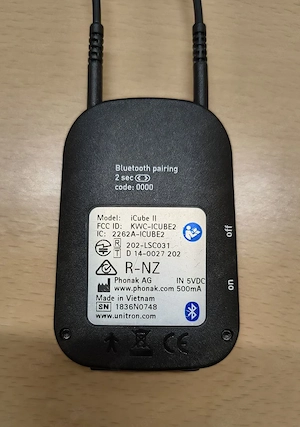 Bluetooth pairing
2 sec
code: 0000
Model: iCube II
FCC ID: KWC-ICUBE2
IC: 2262A-ICUBE2
R 202-LSC031
T D 14-0027 202
R-NZ
Phonak AG IN 5VDC
www.phonak.com 500mA
Made in Vietnam
SN 1836N0748
www.unitron.com
off
on
CE